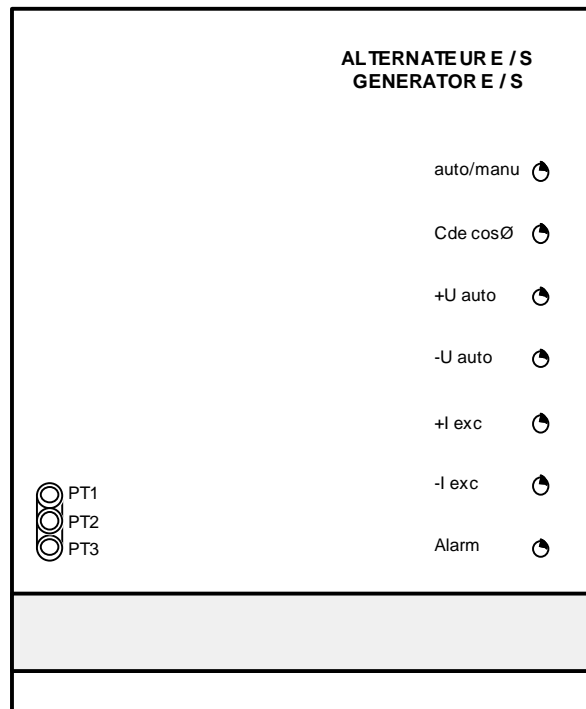 ALTERNATEUR E / S
GENERATOR E / S
auto/manu
Cde cosØ
+U auto
-U auto
+I exc
-I exc
Alarm
PT1
PT2
PT3